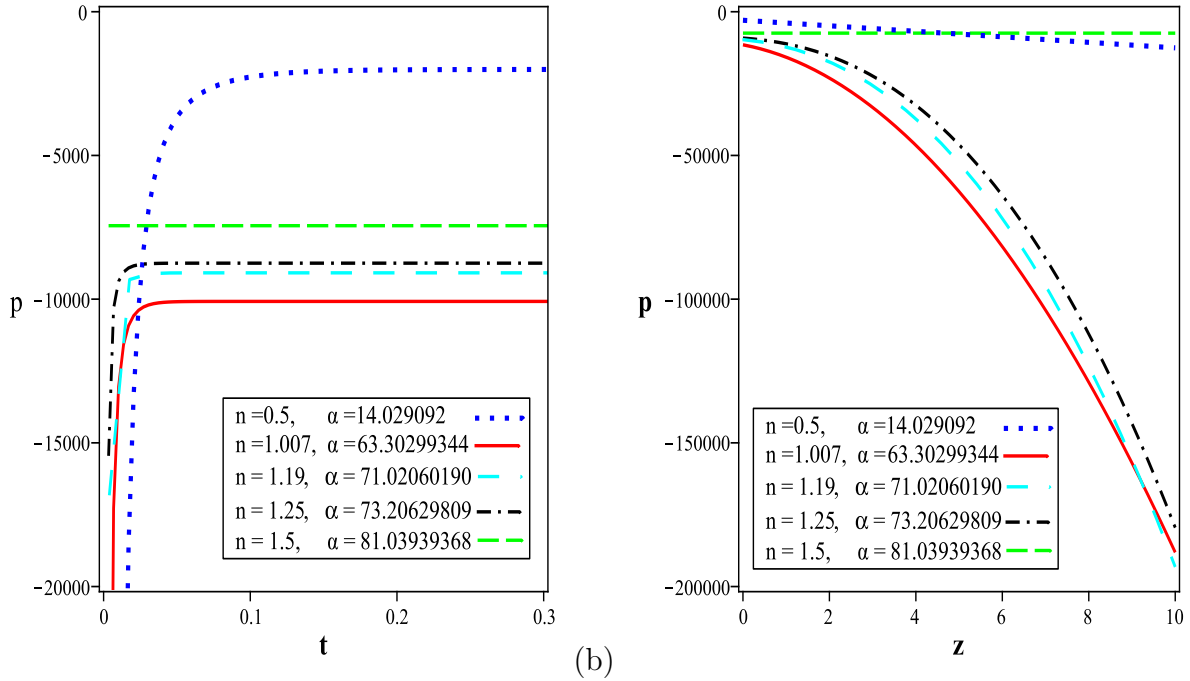 0
-5000
-10000
-15000
-20000
p
0
0.1
0.2
0.3
t
n =0.5, α =14.029092
n =1.007, α =63.30299344
n = 1.19, α = 71.02060190
n = 1.25, α = 73.20629809
n = 1.5, α = 81.03939368
(b)
0
-50000
-100000
-150000
-200000
p
0
2
4
6
8
10
z
n =0.5, α =14.029092
n =1.007, α =63.30299344
n = 1.19, α = 71.02060190
n = 1.25, α = 73.20629809
n = 1.5, α = 81.03939368